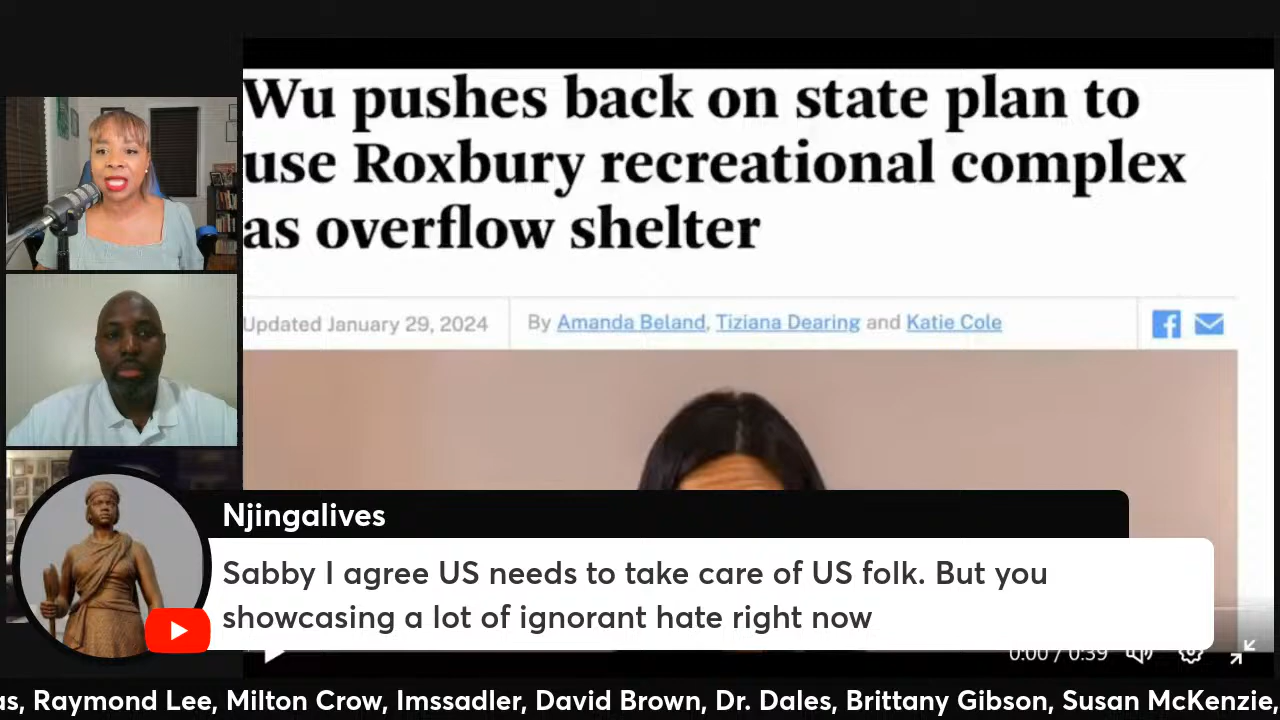 Wu pushes back on state plan to
use Roxbury recreational complex
as overflow shelter
Updated January 29, 2024
By Amanda Beland, Tiziana Dearing and Katie Cole
Njingalives
Sabby I agree US needs to take care of US folk. But you
showcasing a lot of ignorant hate right now
0:00 / 0:39
as, Raymond Lee, Milton Crow, Imssadler, David Brown, Dr. Dales, Brittany Gibson, Susan McKenzie,